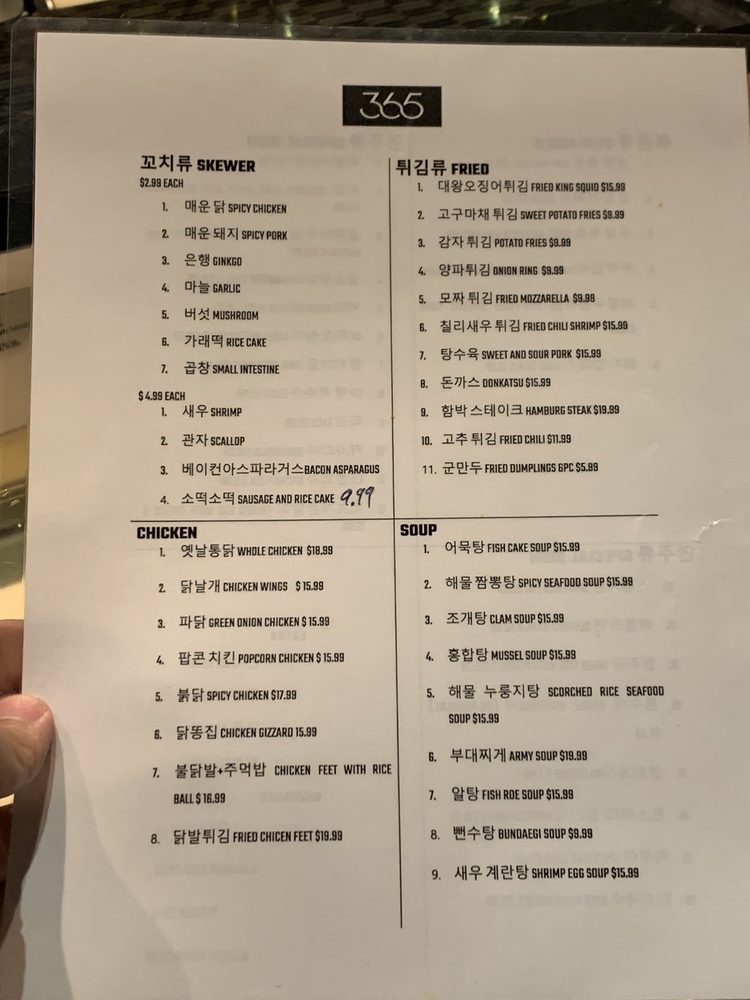 365
꼬치류 SKEWER
$2.99 EACH
1. 매운 닭 SPICY CHICKEN
2. 매운 돼지 SPICY PORK
3. 은행 GINKGO
4. 마늘 GARLIC
5. 버섯 MUSHROOM
6. 가래떡 RICE CAKE
7. 곱창 SMALL INTESTINE
$4.99 EACH
1. 새우 SHRIMP
2. 관자 SCALLOP
3. 베이컨아스파라거스BACON ASPARAGUS
4. 소떡소떡 SAUSAGE AND RICE CAKE 9.99
튀김류 FRIED
1. 대왕오징어튀김 FRIED KING SQUID $15.99
2. 고구마채 튀김 SWEET POTATO FRIES $9.99
3. 감자 튀김 POTATO FRIES $9.99
4. 양파튀김 ONION RING $9.99
5. 모짜 튀김 FRIED MOZZARELLA $9.99
6. 칠리새우 튀김 FRIED CHILI SHRIMP $15.99
7. 탕수육 SWEET AND SOUR PORK $15.99
8. 돈까스 DONKATSU $15.99
9. 함박 스테이크 HAMBURG STEAK $19.99
10. 고추 튀김 FRIED CHILI $11.99
11. 군만두 FRIED DUMPLINGS 6PC $5.99
CHICKEN
1. 옛날통닭 WHOLE CHICKEN $18.99
2. 닭날개 CHICKEN WINGS $ 15.99
3. 파닭 GREEN ONION CHICKEN $ 15.99
4. 팝콘 치킨 POPCORN CHICKEN $ 15.99
5. 불닭 SPICY CHICKEN $17.99
6. 닭똥집 CHICKEN GIZZARD 15.99
7. 불닭발+주먹밥 CHICKEN FEET WITH RICE
BALL $ 16.99
8. 닭발튀김 FRIED CHICEN FEET $19.99
SOUP
1. 어묵탕 FISH CAKE SOUP $15.99
2. 해물 짬뽕탕 SPICY SEAFOOD SOUP $15.99
3. 조개탕 CLAM SOUP $15.99
4. 홍합탕 MUSSEL SOUP $15.99
5. 해물 누룽지탕 SCORCHED RICE SEAFOOD
SOUP $15.99
6. 부대찌게 ARMY SOUP $19.99
7. 알탕 FISH ROE SOUP $15.99
8. 뻔수탕 BUNDAEGI SOUP $9.99
9. 새우 계란탕 SHRIMP EGG SOUP $15.99